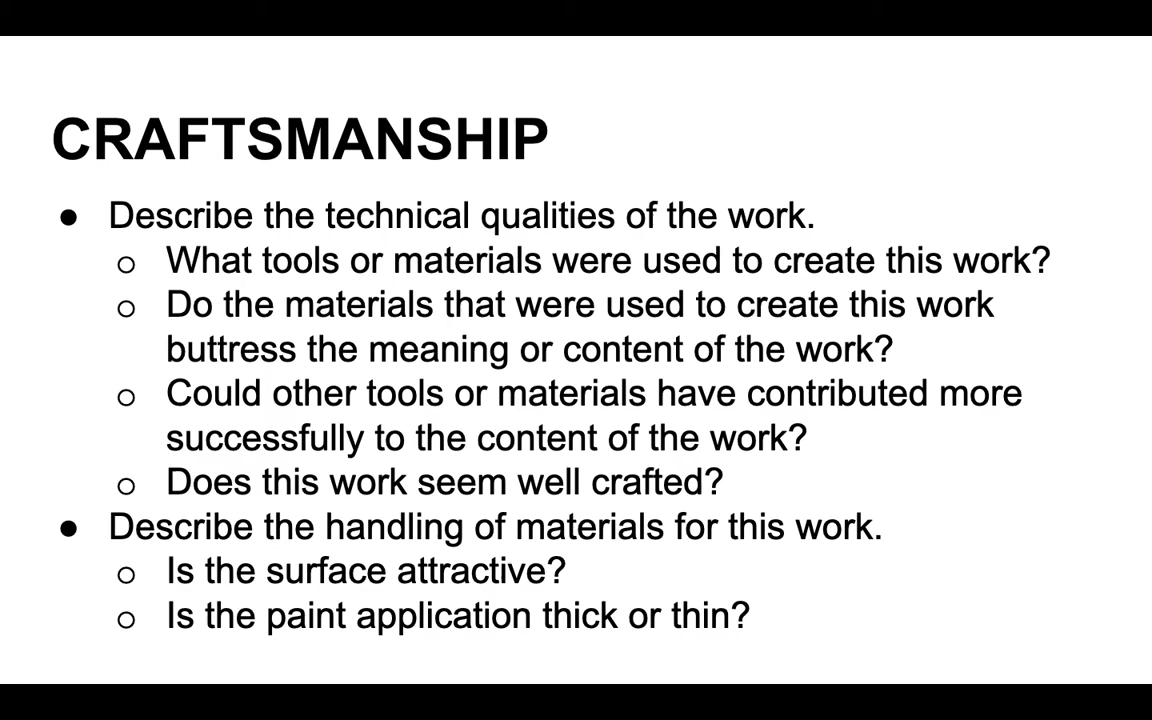 CRAFTSMANSHIP
● Describe the technical qualities of the work.
○ What tools or materials were used to create this work?
○ Do the materials that were used to create this work
buttress the meaning or content of the work?
○ Could other tools or materials have contributed more
successfully to the content of the work?
○ Does this work seem well crafted?
● Describe the handling of materials for this work.
○ Is the surface attractive?
○ Is the paint application thick or thin?